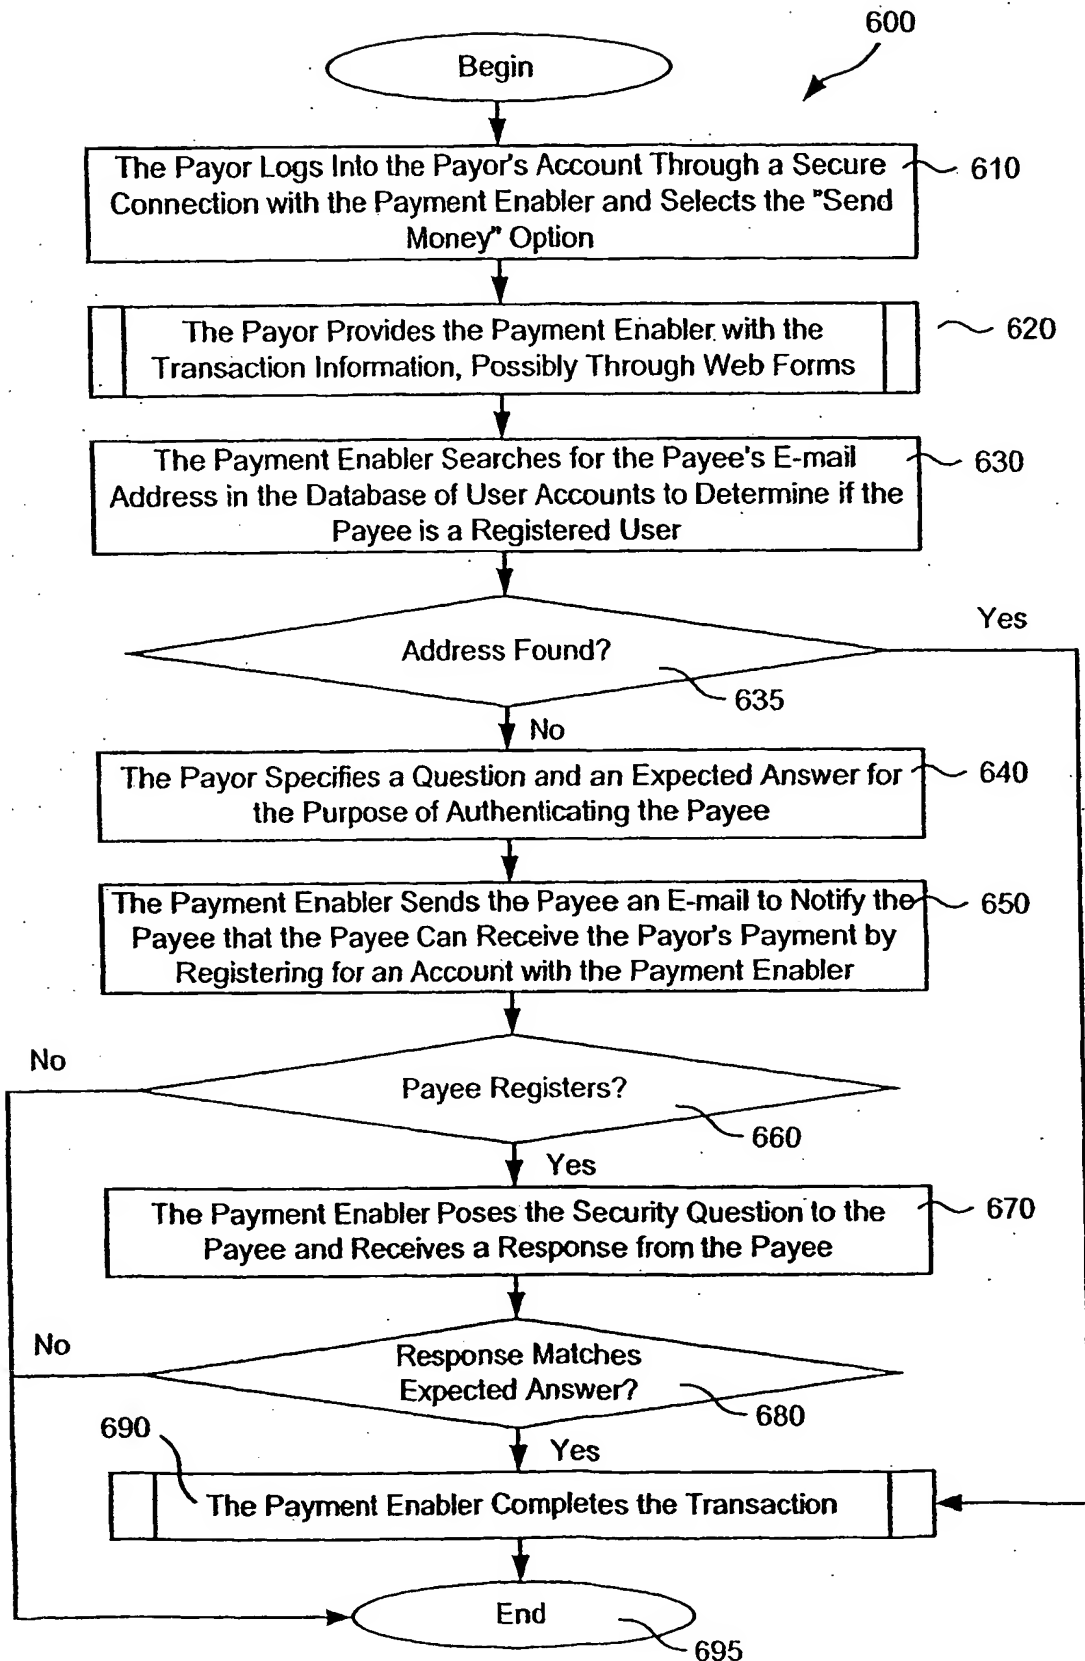 600
Begin
The Payor Logs Into the Payor's Account Through a Secure
Connection with the Payment Enabler and Selects the "Send
Money" Option
610
The Payor Provides the Payment Enabler with the
Transaction Information, Possibly Through Web Forms
620
The Payment Enabler Searches for the Payee's E-mail
Address in the Database of User Accounts to Determine if the
Payee is a Registered User
630
Address Found?
Yes
635
No
The Payor Specifies a Question and an Expected Answer for
the Purpose of Authenticating the Payee
640
The Payment Enabler Sends the Payee an E-mail to Notify the
Payee that the Payee Can Receive the Payor's Payment by
Registering for an Account with the Payment Enabler
650
No
Payee Registers?
660
Yes
The Payment Enabler Poses the Security Question to the
Payee and Receives a Response from the Payee
670
No
Response Matches
Expected Answer?
680
690
Yes
The Payment Enabler Completes the Transaction
End
695